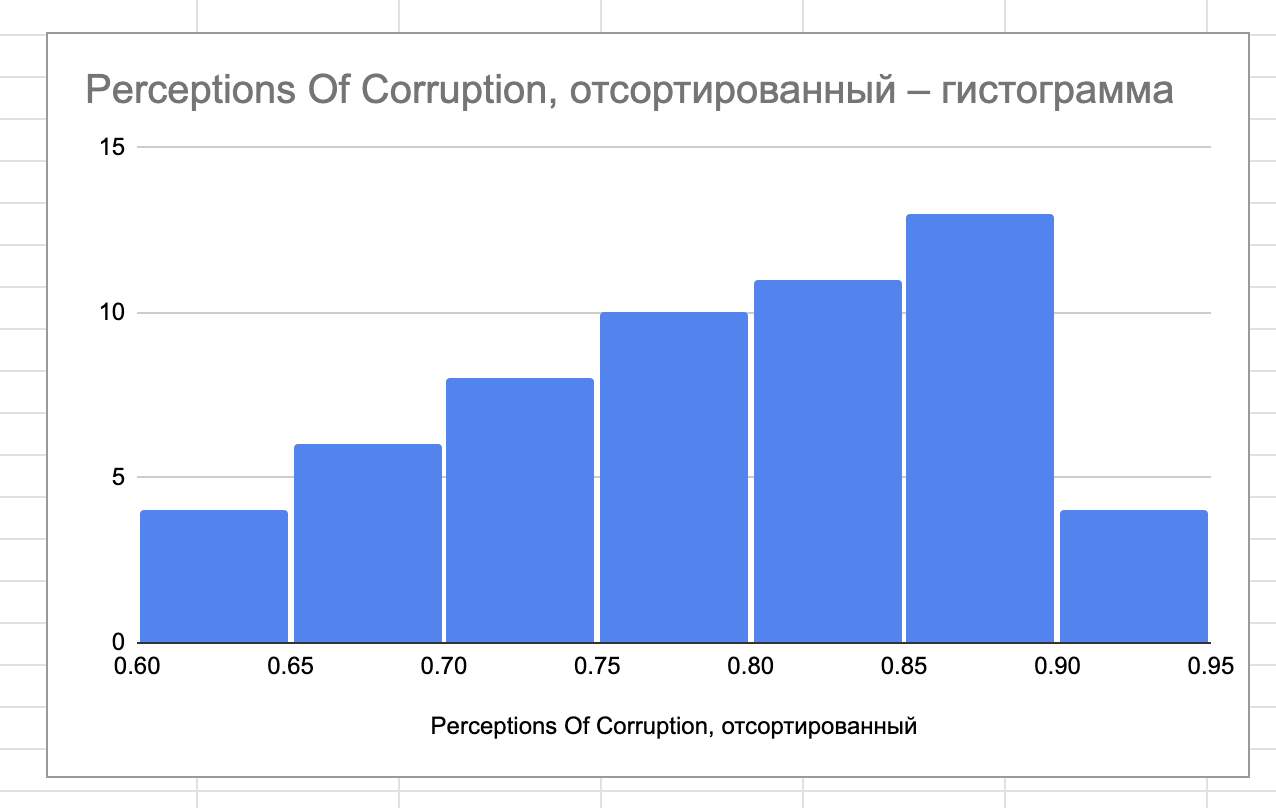 Perceptions Of Corruption, отсортированный – гистограмма
15
10
5
0
0.60 0.65 0.70 0.75 0.80 0.85 0.90 0.95
Perceptions Of Corruption, отсортированный